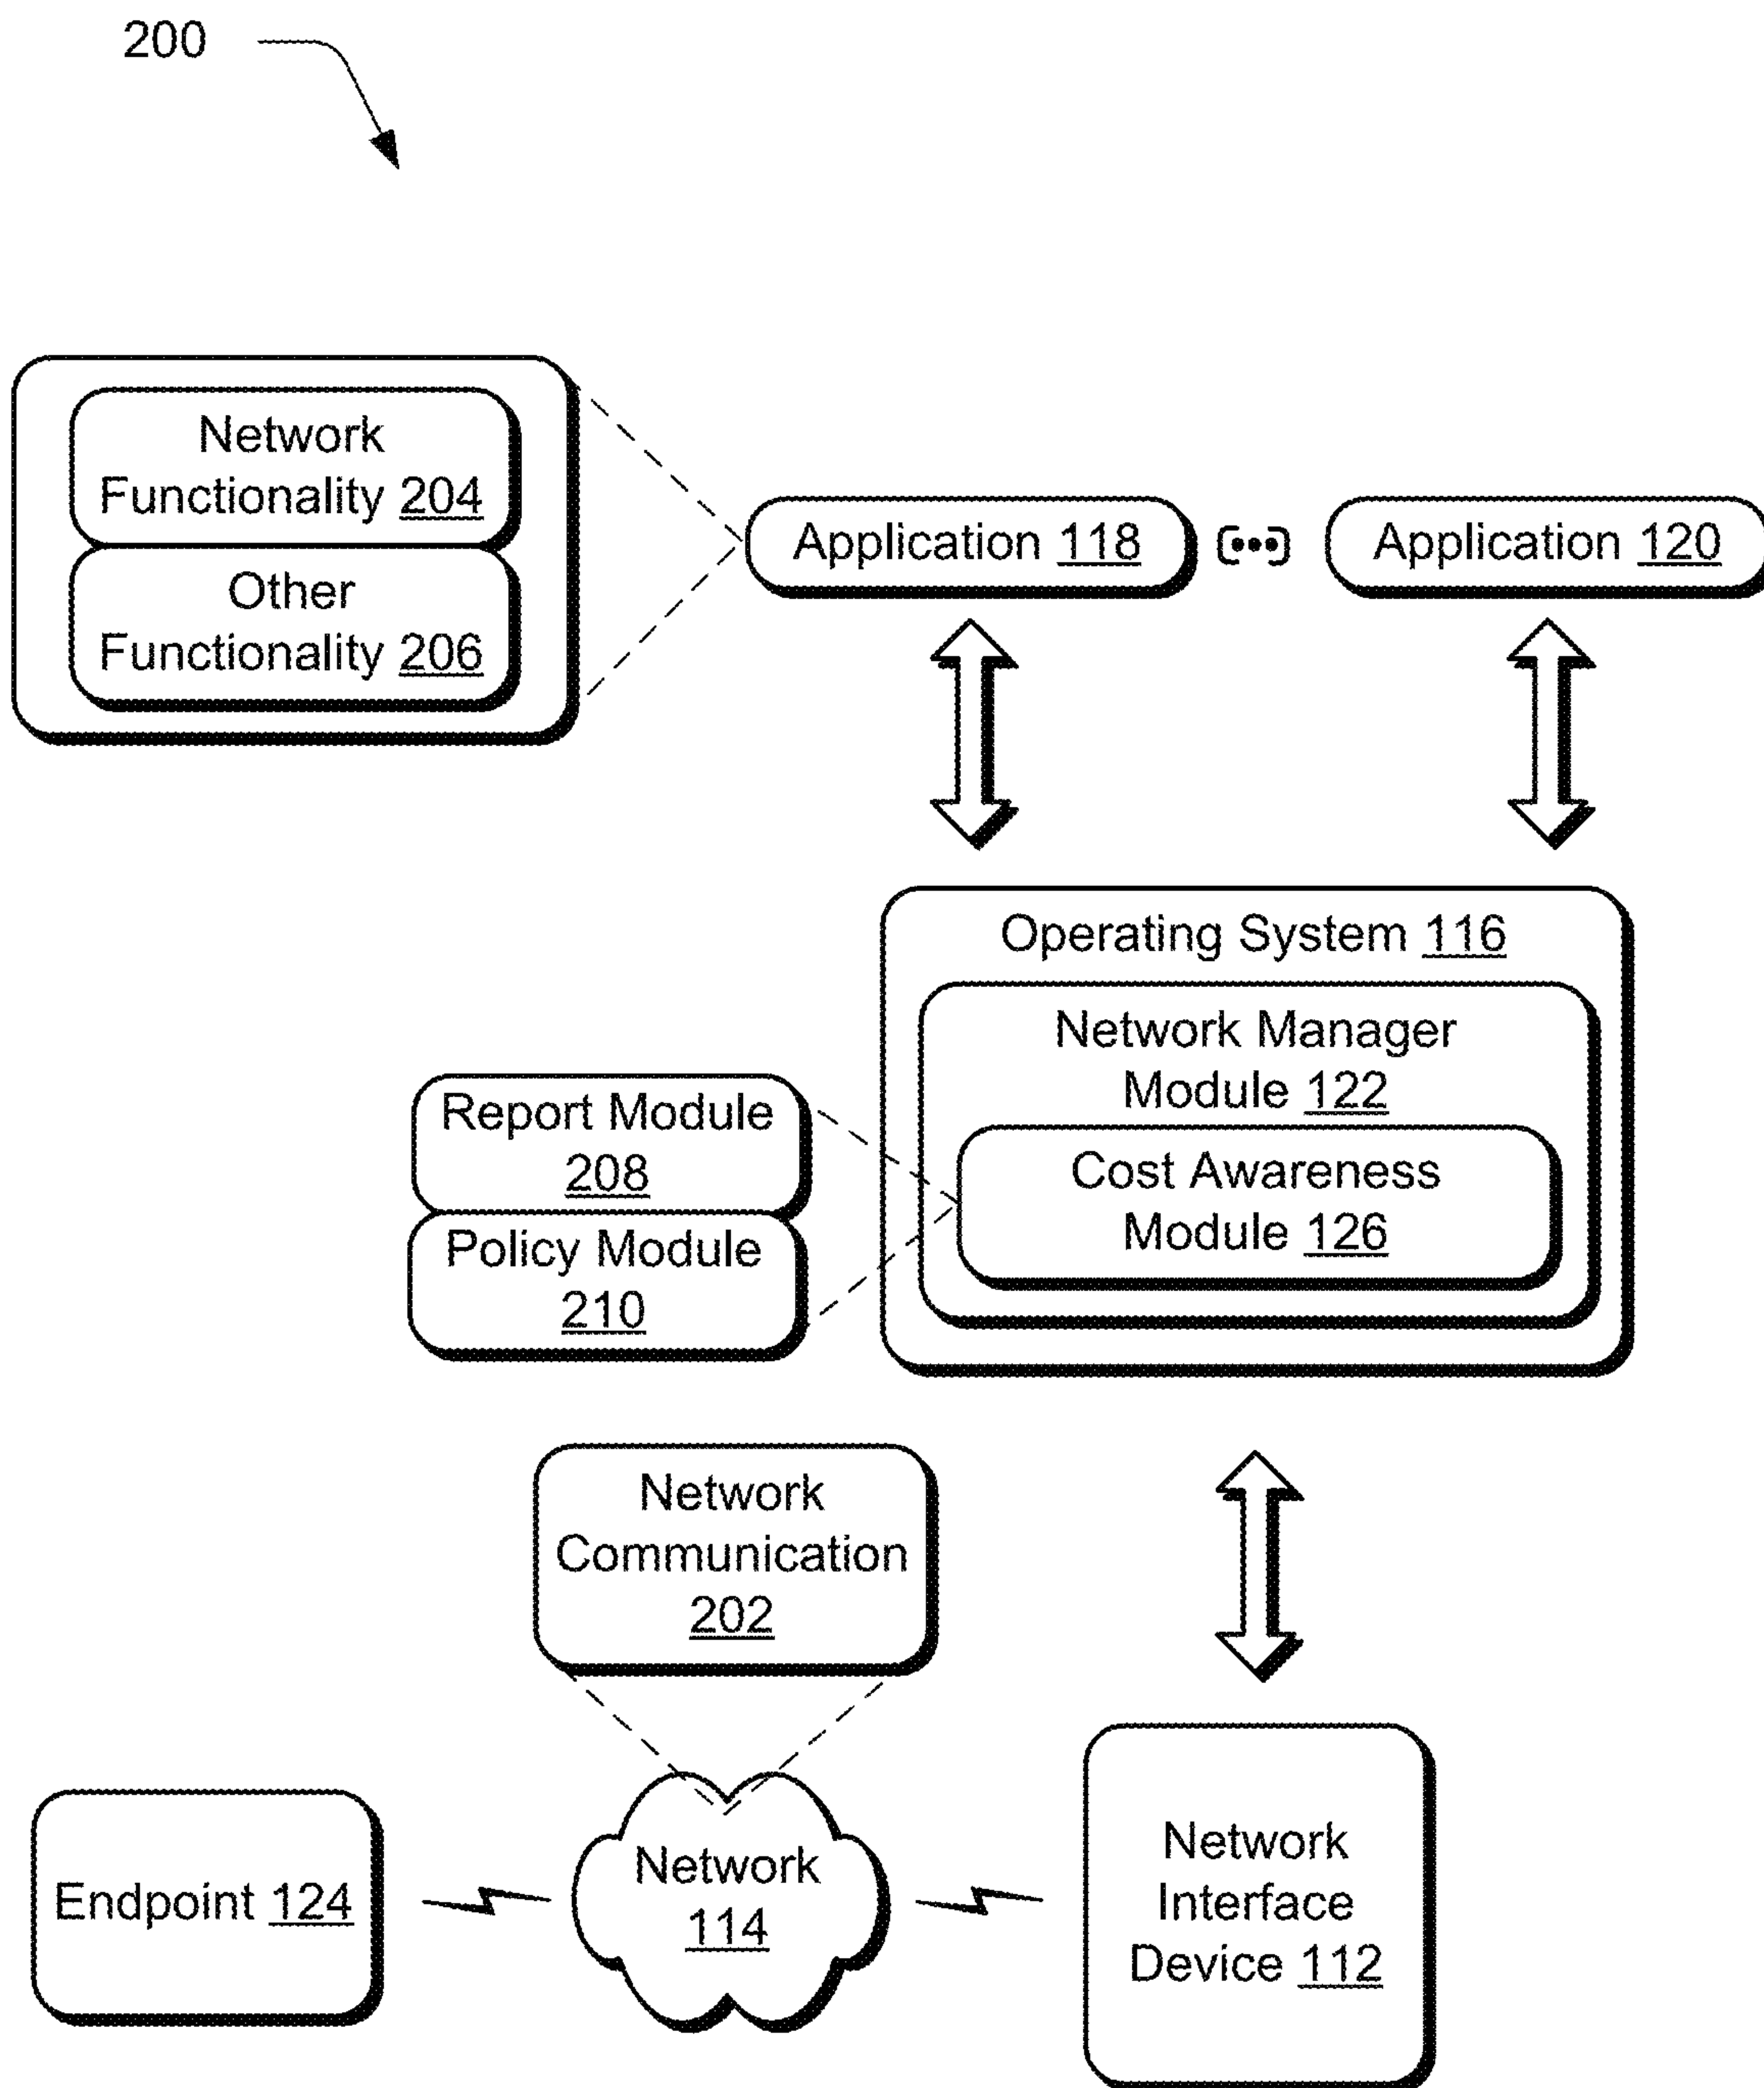 200
Network
Functionality 204
Other
Functionality 206
Application 118
Application 120
Operating System 116
Network Manager
Module 122
Cost Awareness
Module 126
Report Module
208
Policy Module
210
Network
Communication
202
Endpoint 124
Network
114
Network
Interface
Device 112